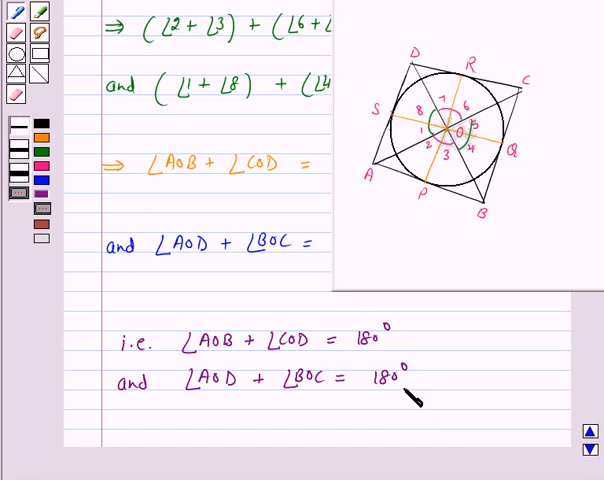 ⇒ (∠2 + ∠3) + (∠6 + ∠
and (∠1 + ∠8) + (∠4
⇒ ∠AOB + ∠COD =
and ∠AOD + ∠BOC =
i.e. ∠AOB + ∠COD = 180°
and ∠AOD + ∠BOC = 180°
D
R
C
S
8
7
6
5
O
1
2
3
4
Q
A
P
B